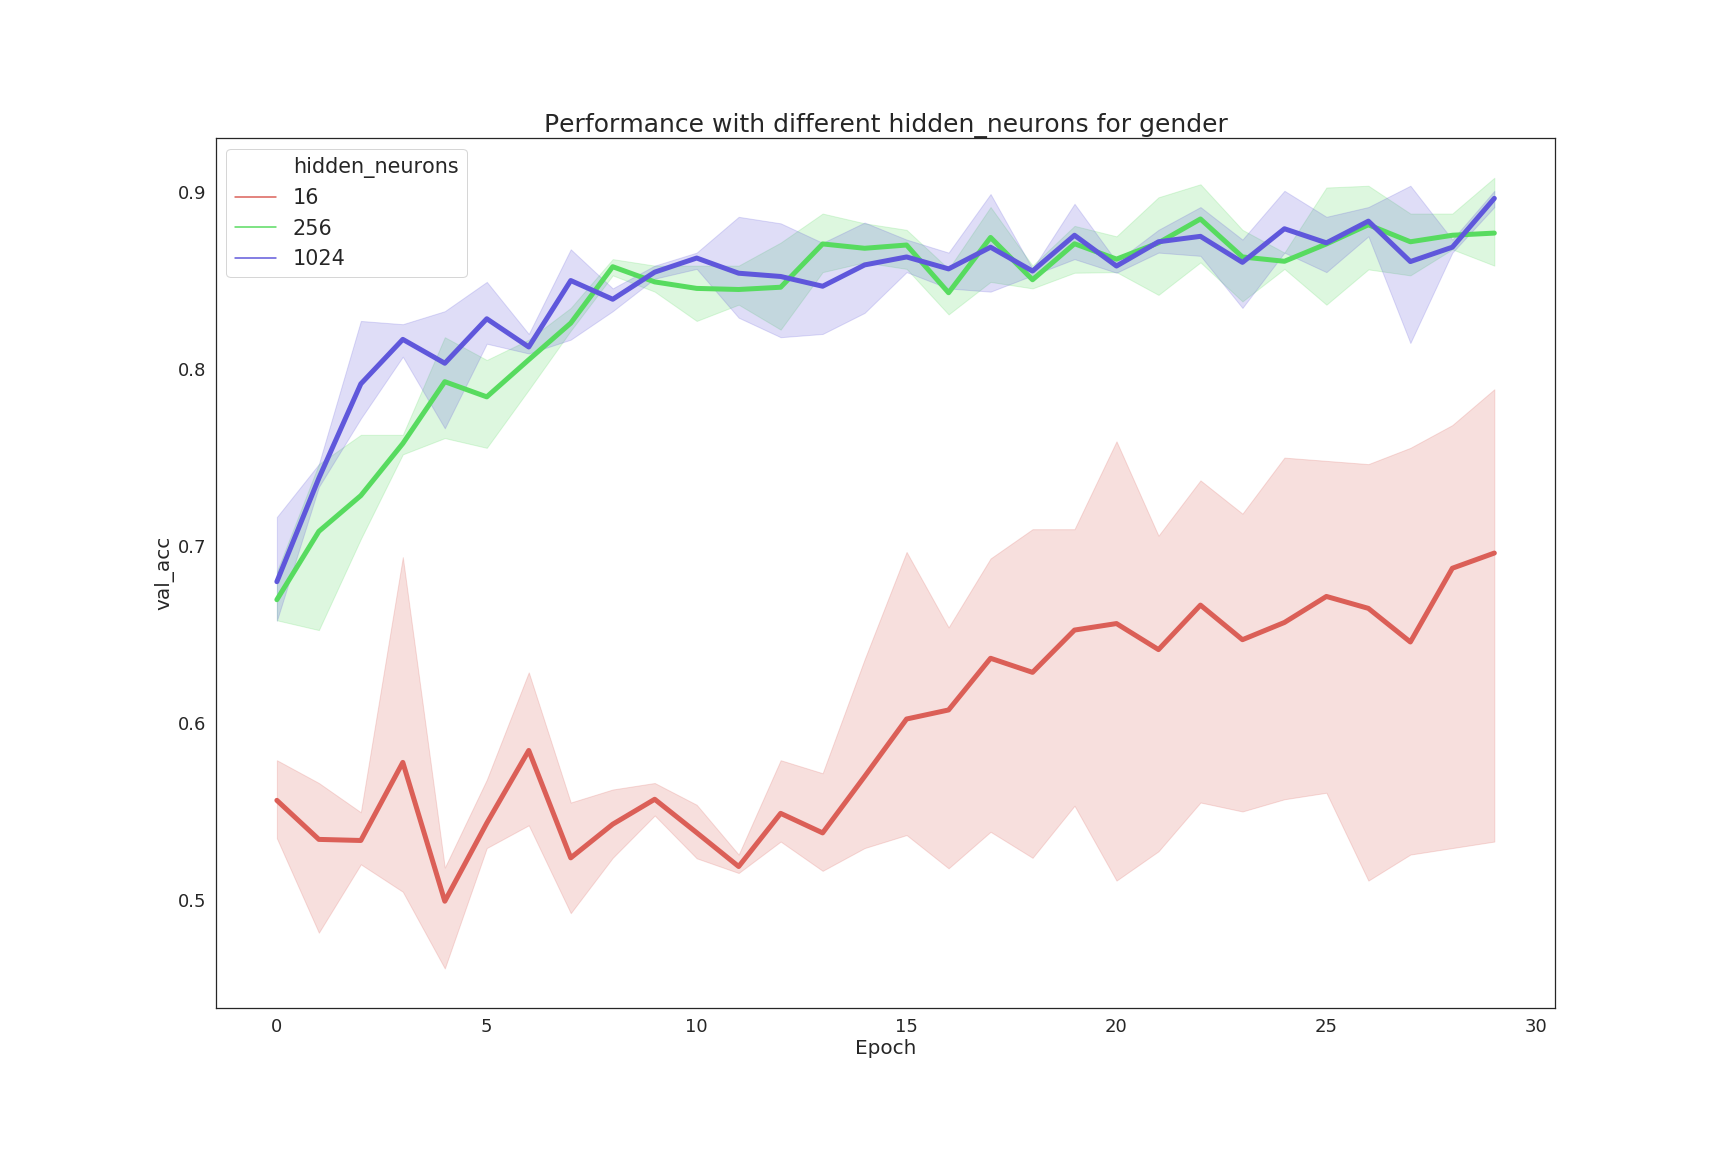 Performance with different hidden_neurons for gender
hidden_neurons
16
256
1024
0.9
0.8
0.7
0.6
0.5
val_acc
0 5 10 15 20 25 30
Epoch